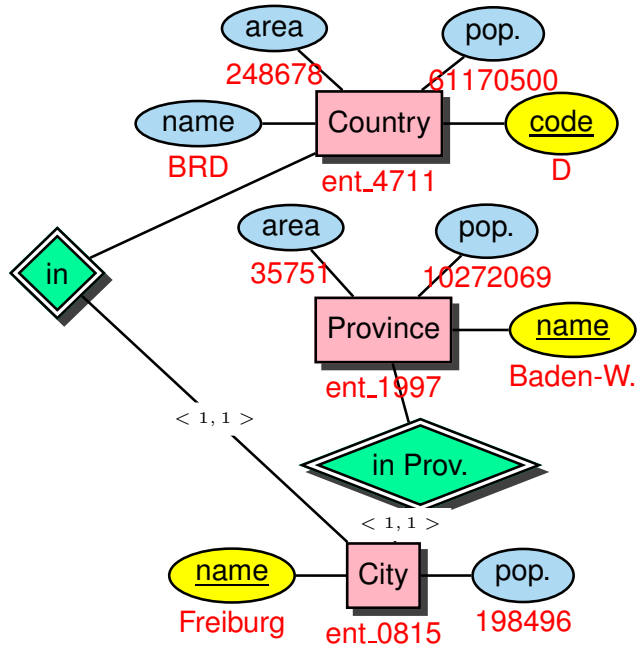 area
pop.
248678
61170500
name
Country
code
BRD
ent_4711
D
area
pop.
in
35751
10272069
Province
name
ent_1997
Baden-W.
< 1, 1 >
in Prov.
< 1, 1 >
name
City
pop.
Freiburg
ent_0815
198496